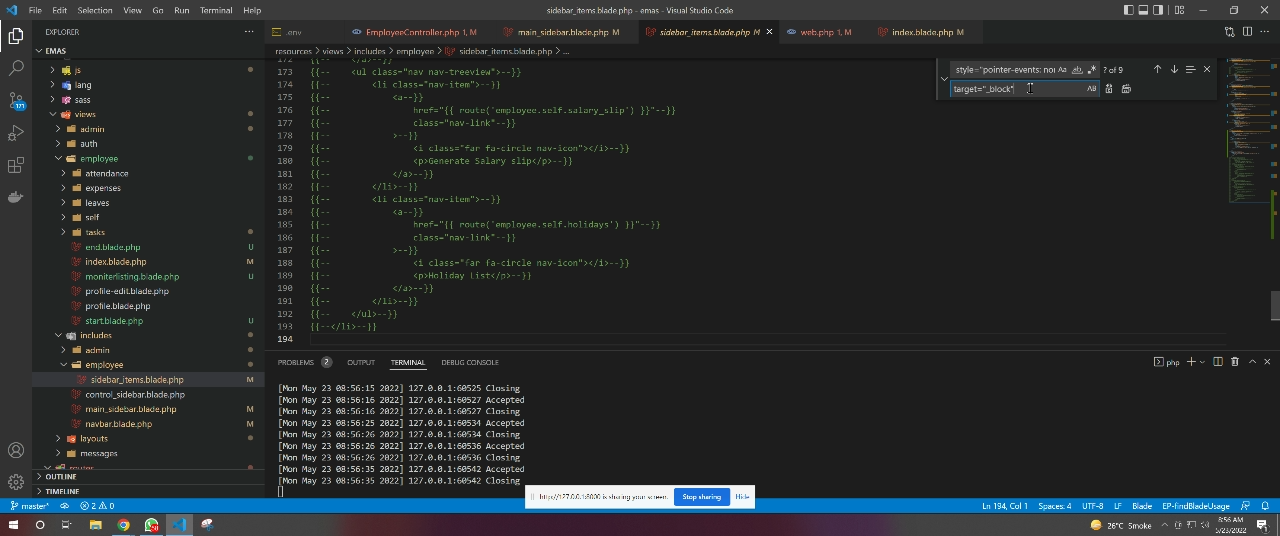 File Edit Selection View Go Run Terminal Help
sidebar_items.blade.php - emas - Visual Studio Code
EXPLORER
.env
EmployeeController.php 1, M
main_sidebar.blade.php M
sidebar_items.blade.php M
web.php 1, M
index.blade.php M
EMAS
resources > views > includes > employee > sidebar_items.blade.php > ...
js
lang
sass
views
admin
auth
employee
attendance
expenses
leaves
self
tasks
end.blade.php U
index.blade.php M
moniterlisting.blade.php U
profile-edit.blade.php
profile.blade.php
start.blade.php U
includes
admin
employee
sidebar_items.blade.php M
control_sidebar.blade.php
main_sidebar.blade.php M
navbar.blade.php M
layouts
messages
routes
OUTLINE
TIMELINE
171
style="pointer-events: nor
? of 9
target="_block"
172 {{-- </a>--}}
173 {{-- <ul class="nav nav-treeview">--}}
174 {{-- <li class="nav-item">--}}
175 {{-- <a--}}
176 {{-- href="{{ route('employee.self.salary_slip') }}"--}}
177 {{-- class="nav-link"--}}
178 {{-- >--}}
179 {{-- <i class="far fa-circle nav-icon"></i>--}}
180 {{-- <p>Generate Salary slip</p>--}}
181 {{-- </a>--}}
182 {{-- </li>--}}
183 {{-- <li class="nav-item">--}}
184 {{-- <a--}}
185 {{-- href="{{ route('employee.self.holidays') }}"--}}
186 {{-- class="nav-link"--}}
187 {{-- >--}}
188 {{-- <i class="far fa-circle nav-icon"></i>--}}
189 {{-- <p>Holiday List</p>--}}
190 {{-- </a>--}}
191 {{-- </li>--}}
192 {{-- </ul>--}}
193 {{--</li>--}}
194
PROBLEMS 2 OUTPUT TERMINAL DEBUG CONSOLE
php
[Mon May 23 08:56:15 2022] 127.0.0.1:60525 Closing
[Mon May 23 08:56:16 2022] 127.0.0.1:60527 Accepted
[Mon May 23 08:56:16 2022] 127.0.0.1:60527 Closing
[Mon May 23 08:56:25 2022] 127.0.0.1:60534 Accepted
[Mon May 23 08:56:26 2022] 127.0.0.1:60534 Closing
[Mon May 23 08:56:26 2022] 127.0.0.1:60536 Accepted
[Mon May 23 08:56:26 2022] 127.0.0.1:60536 Closing
[Mon May 23 08:56:35 2022] 127.0.0.1:60542 Accepted
[Mon May 23 08:56:35 2022] 127.0.0.1:60542 Closing
http://127.0.0.1:8000 is sharing your screen. Stop sharing Hide
master* 2 0
Ln 194, Col 1 Spaces: 4 UTF-8 LF Blade EP-findBladeUsage
26°C Smoke
8:56 AM
5/23/2022